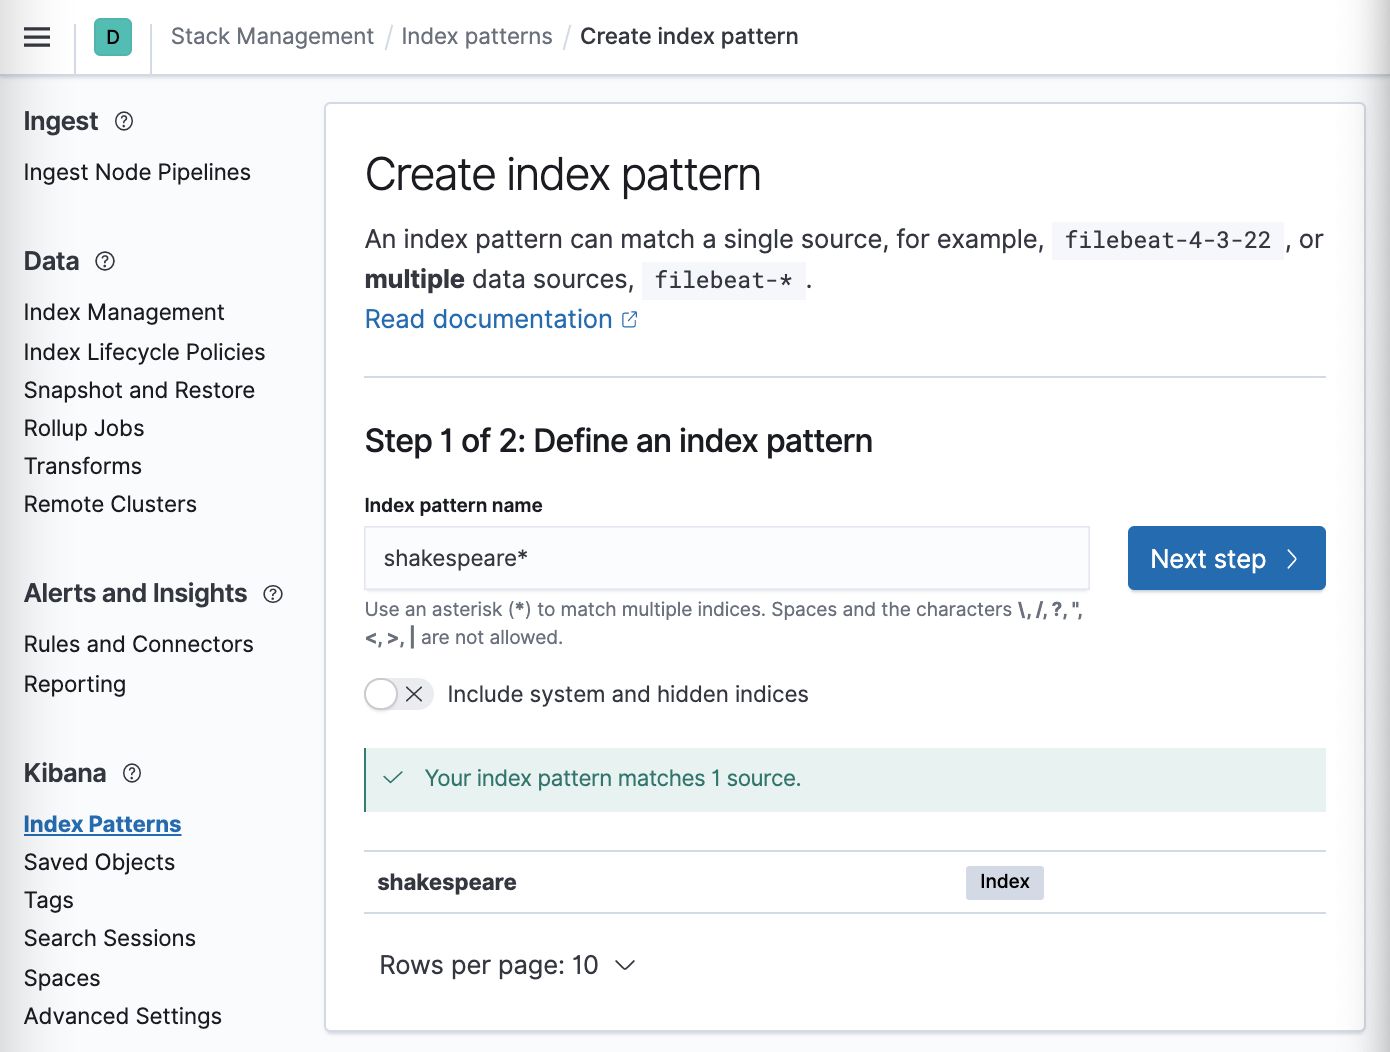 D
Stack Management / Index patterns / Create index pattern
Ingest
Ingest Node Pipelines
Data
Index Management
Index Lifecycle Policies
Snapshot and Restore
Rollup Jobs
Transforms
Remote Clusters
Alerts and Insights
Rules and Connectors
Reporting
Kibana
Index Patterns
Saved Objects
Tags
Search Sessions
Spaces
Advanced Settings
Create index pattern
An index pattern can match a single source, for example, filebeat-4-3-22 , or
multiple data sources, filebeat-* .
Read documentation
Step 1 of 2: Define an index pattern
Index pattern name
shakespeare*
Next step
Use an asterisk (*) to match multiple indices. Spaces and the characters \, /, ?, ",
<, >, | are not allowed.
Include system and hidden indices
Your index pattern matches 1 source.
shakespeare Index
Rows per page: 10